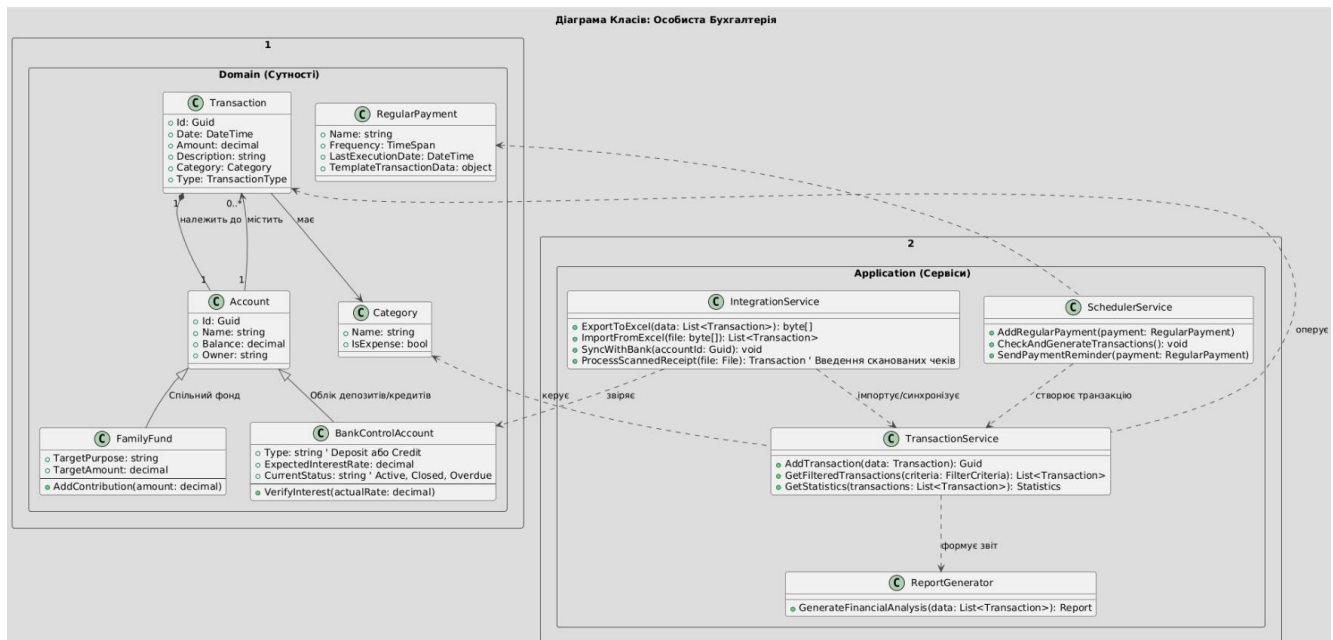 Діаграма Класів: Особиста Бухгалтерія
1
Domain (Сутності)
C Transaction
Id: Guid
Date: DateTime
Amount: decimal
Description: string
Category: Category
Type: TransactionType
C RegularPayment
Name: string
Frequency: TimeSpan
LastExecutionDate: DateTime
TemplateTransactionData: object
1
0..*
належить до
містить
має
1
1
C Account
Id: Guid
Name: string
Balance: decimal
Owner: string
C Category
Name: string
IsExpense: bool
Спільний фонд
Облік депозитів/кредитів
C FamilyFund
TargetPurpose: string
TargetAmount: decimal
AddContribution(amount: decimal)
C BankControlAccount
Type: string ' Deposit або Credit
ExpectedInterestRate: decimal
CurrentStatus: string ' Active, Closed, Overdue
VerifyInterest(actualRate: decimal)
2
Application (Сервіси)
C IntegrationService
ExportToExcel(data: List<Transaction>): byte[]
ImportFromExcel(file: byte[]): List<Transaction>
SyncWithBank(accountId: Guid): void
ProcessScannedReceipt(file: File): Transaction ' Введення сканованих чеків
C SchedulerService
AddRegularPayment(payment: RegularPayment)
CheckAndGenerateTransactions(): void
SendPaymentReminder(payment: RegularPayment)
оперує
керує
звіряє
імпортує/синхронізує
створює транзакцію
C TransactionService
AddTransaction(data: Transaction): Guid
GetFilteredTransactions(criteria: FilterCriteria): List<Transaction>
GetStatistics(transactions: List<Transaction>): Statistics
формує звіт
C ReportGenerator
GenerateFinancialAnalysis(data: List<Transaction>): Report